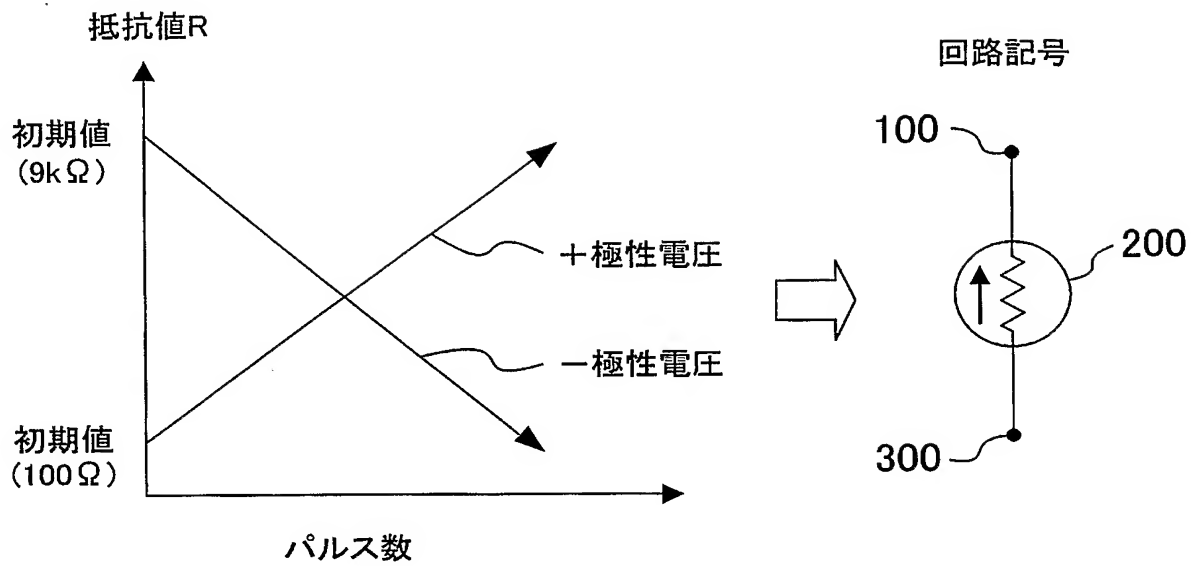 抵抗値R
初期値
(9kΩ)
＋極性電圧
－極性電圧
初期値
(100Ω)
パルス数
回路記号
100
200
300